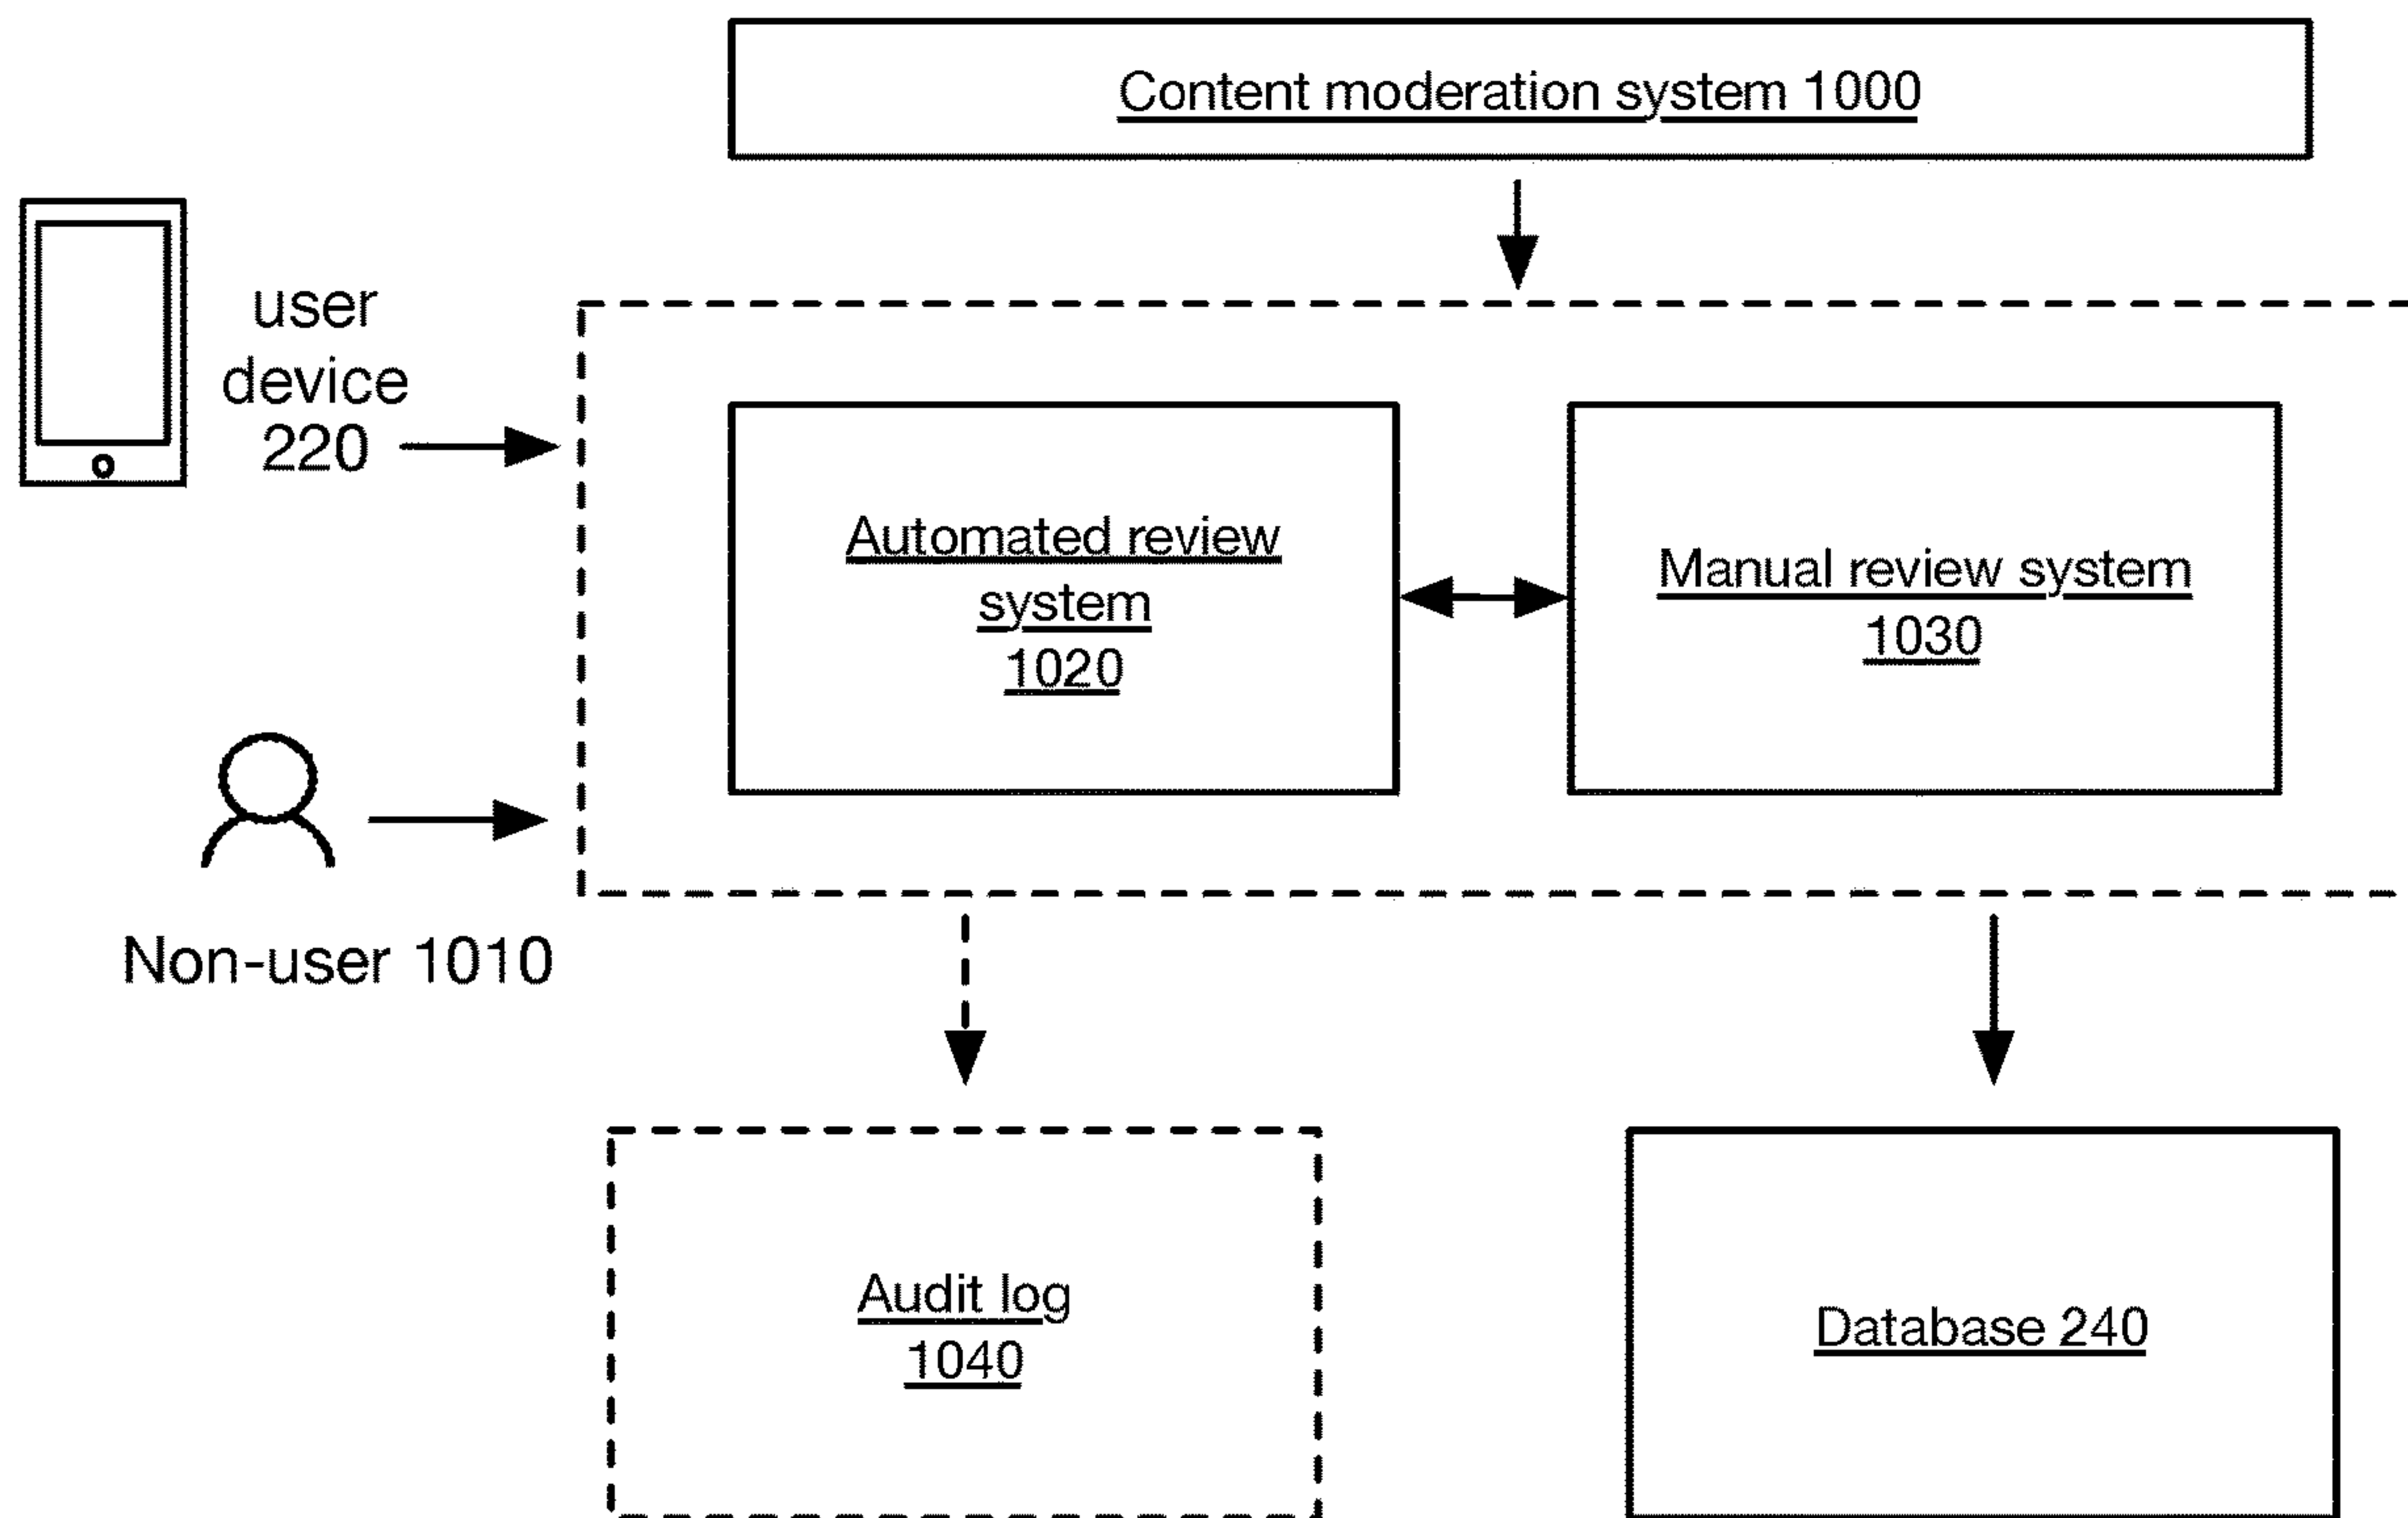 Content moderation system 1000
user
device
220
Automated review
system
1020
Manual review system
1030
Non-user 1010
Audit log
1040
Database 240